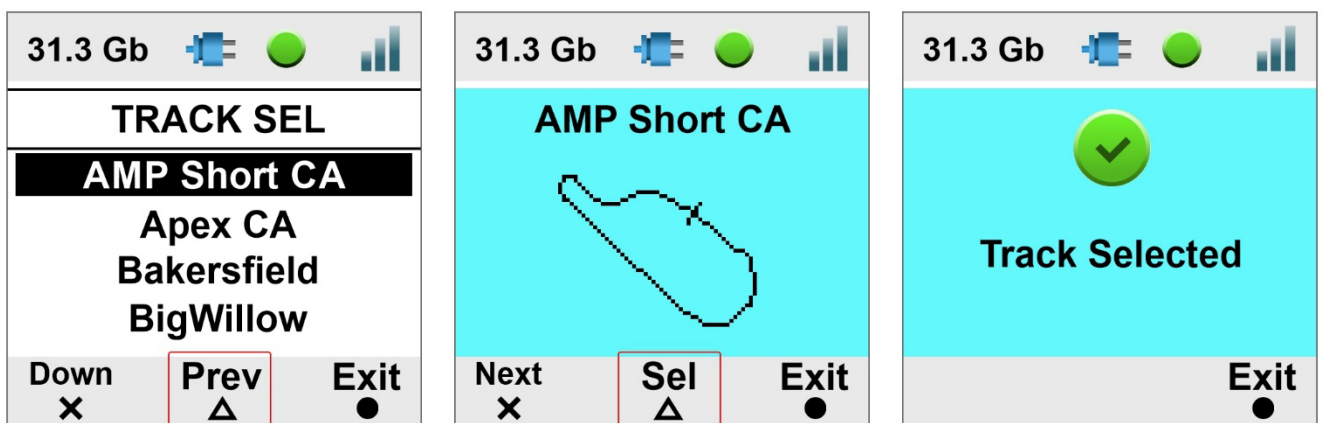 31.3 Gb
TRACK SEL
AMP Short CA
Apex CA
Bakersfield
BigWillow
Down Prev Exit
31.3 Gb
AMP Short CA
Next Sel Exit
31.3 Gb
Track Selected
Exit